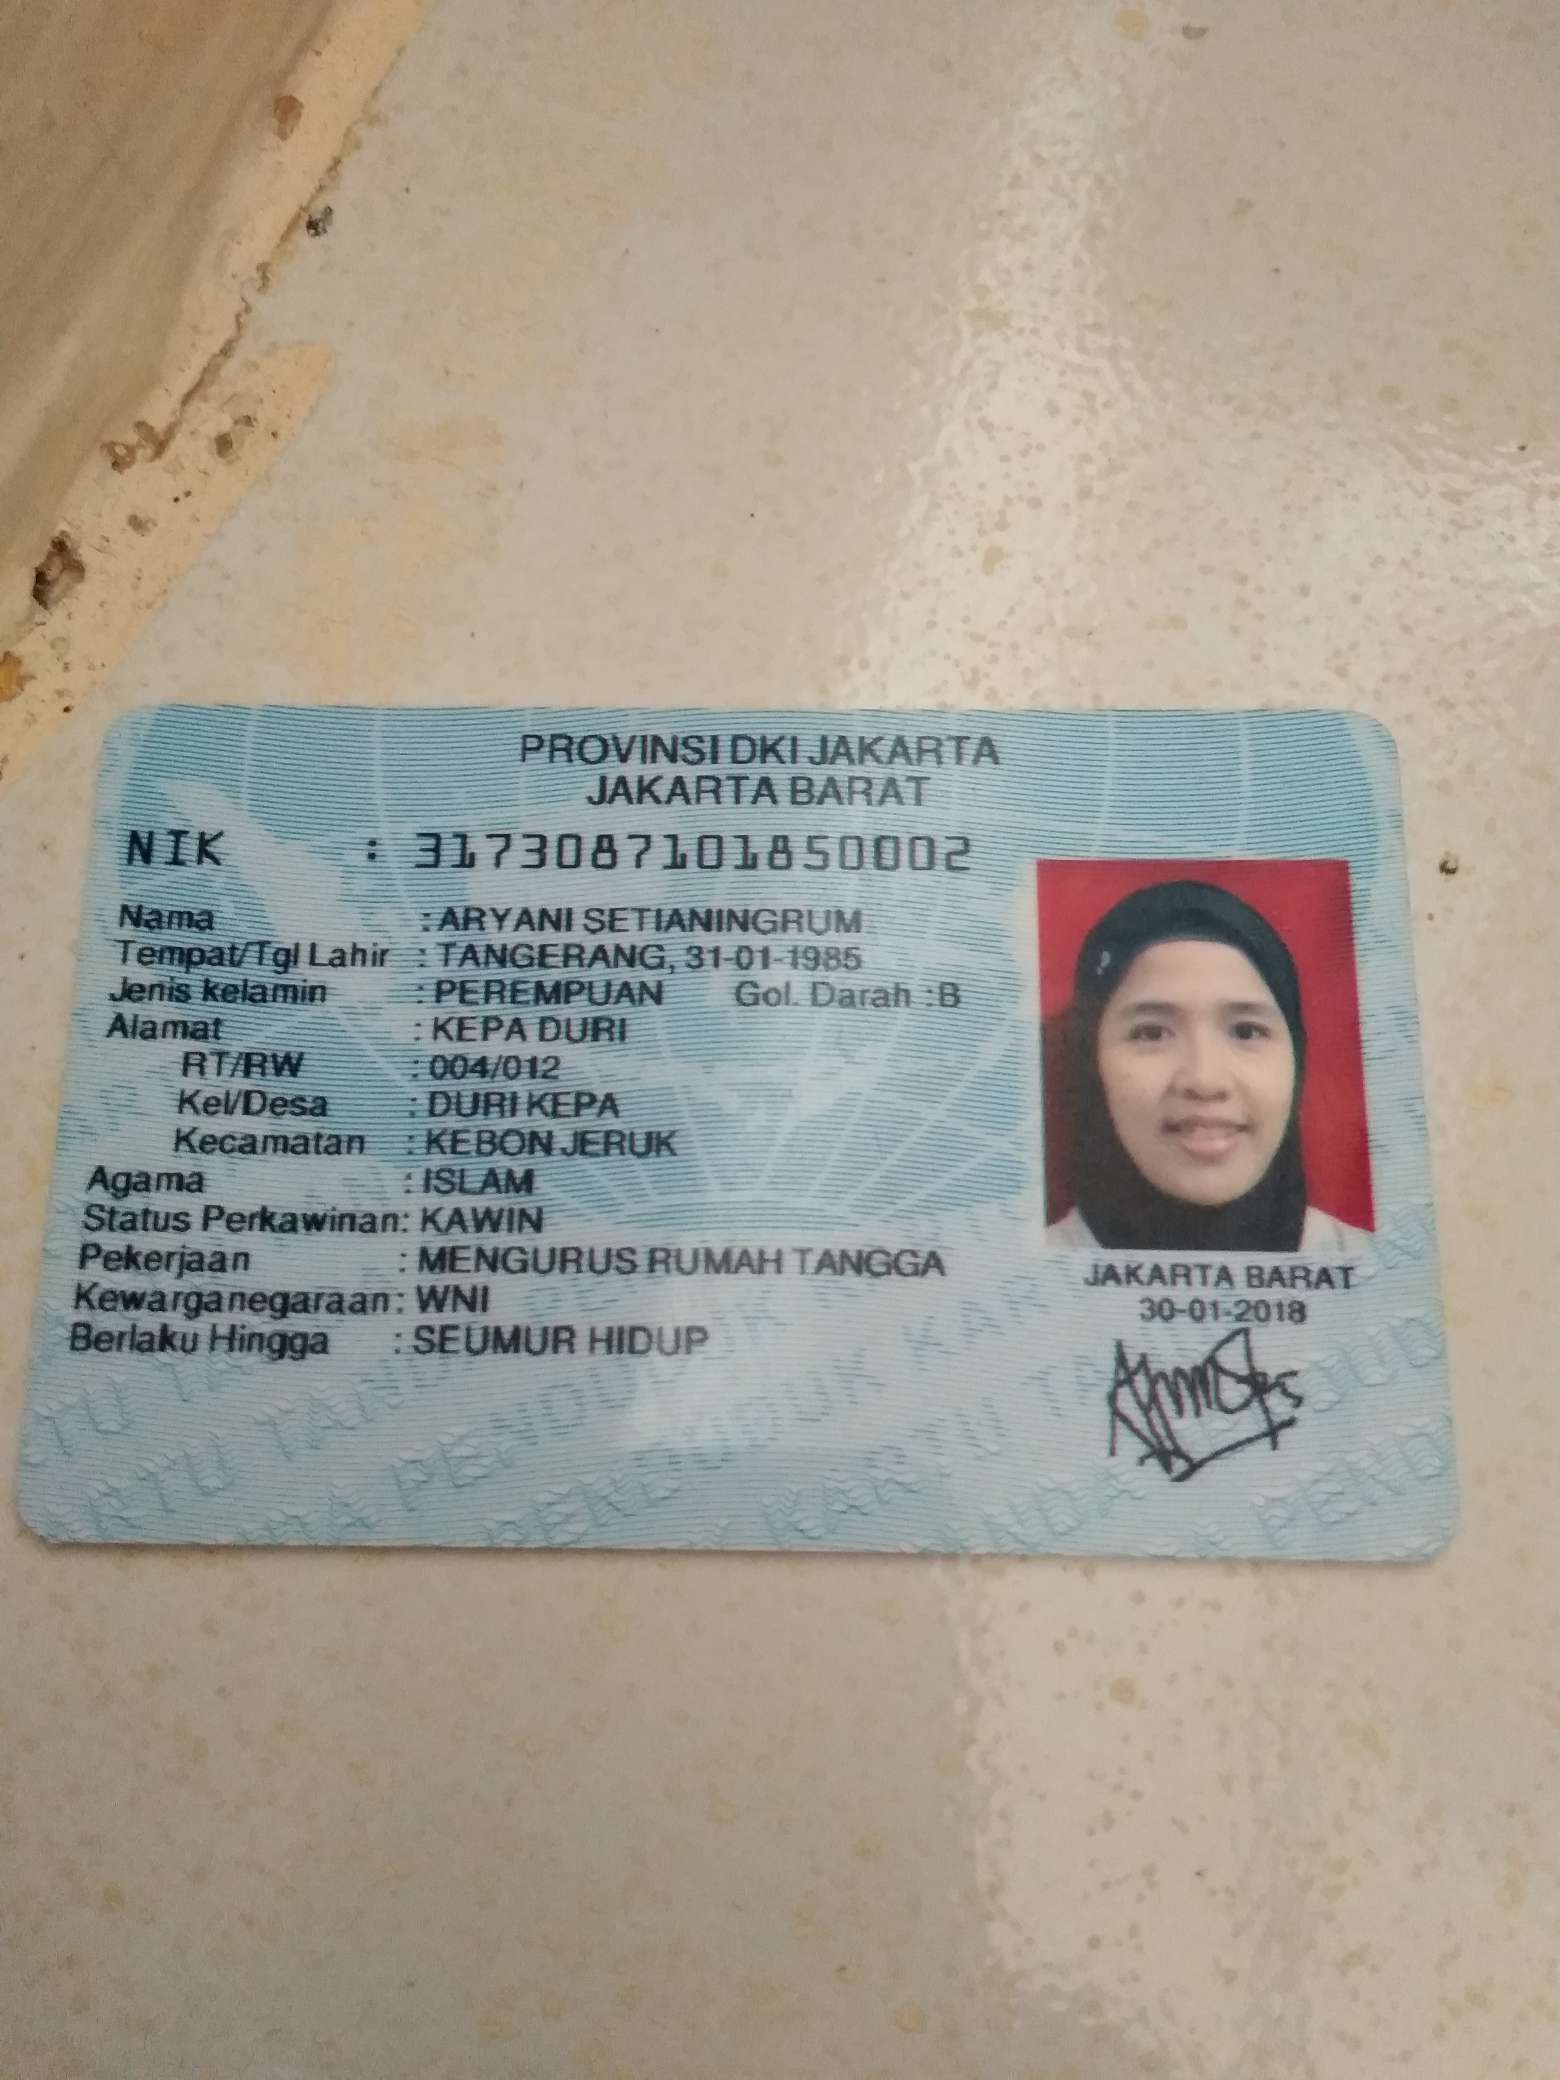 PROVINSI DKI JAKARTA
JAKARTA BARAT
NIK : 3173087101850002
Nama : ARYANI SETIANINGRUM
Tempat/Tgl Lahir : TANGERANG, 31-01-1985
Jenis kelamin : PEREMPUAN Gol. Darah : B
Alamat : KEPA DURI
RT/RW : 004/012
Kel/Desa : DURI KEPA
Kecamatan : KEBON JERUK
Agama : ISLAM
Status Perkawinan: KAWIN
Pekerjaan : MENGURUS RUMAH TANGGA
Kewarganegaraan: WNI
Berlaku Hingga : SEUMUR HIDUP
JAKARTA BARAT
30-01-2018